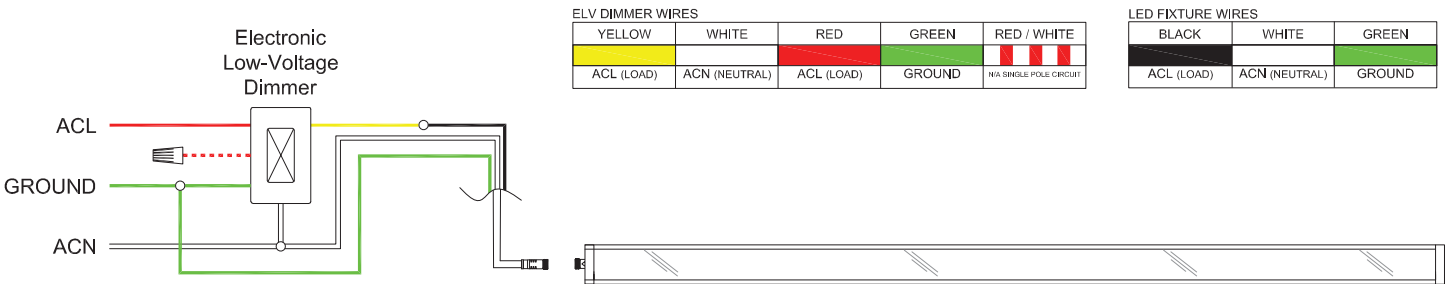 Electronic
Low-Voltage
Dimmer
ACL
GROUND
ACN
ELV DIMMER WIRES
YELLOW WHITE RED GREEN RED / WHITE
ACL (LOAD) ACN (NEUTRAL) ACL (LOAD) GROUND N/A SINGLE POLE CIRCUIT
LED FIXTURE WIRES
BLACK WHITE GREEN
ACL (LOAD) ACN (NEUTRAL) GROUND